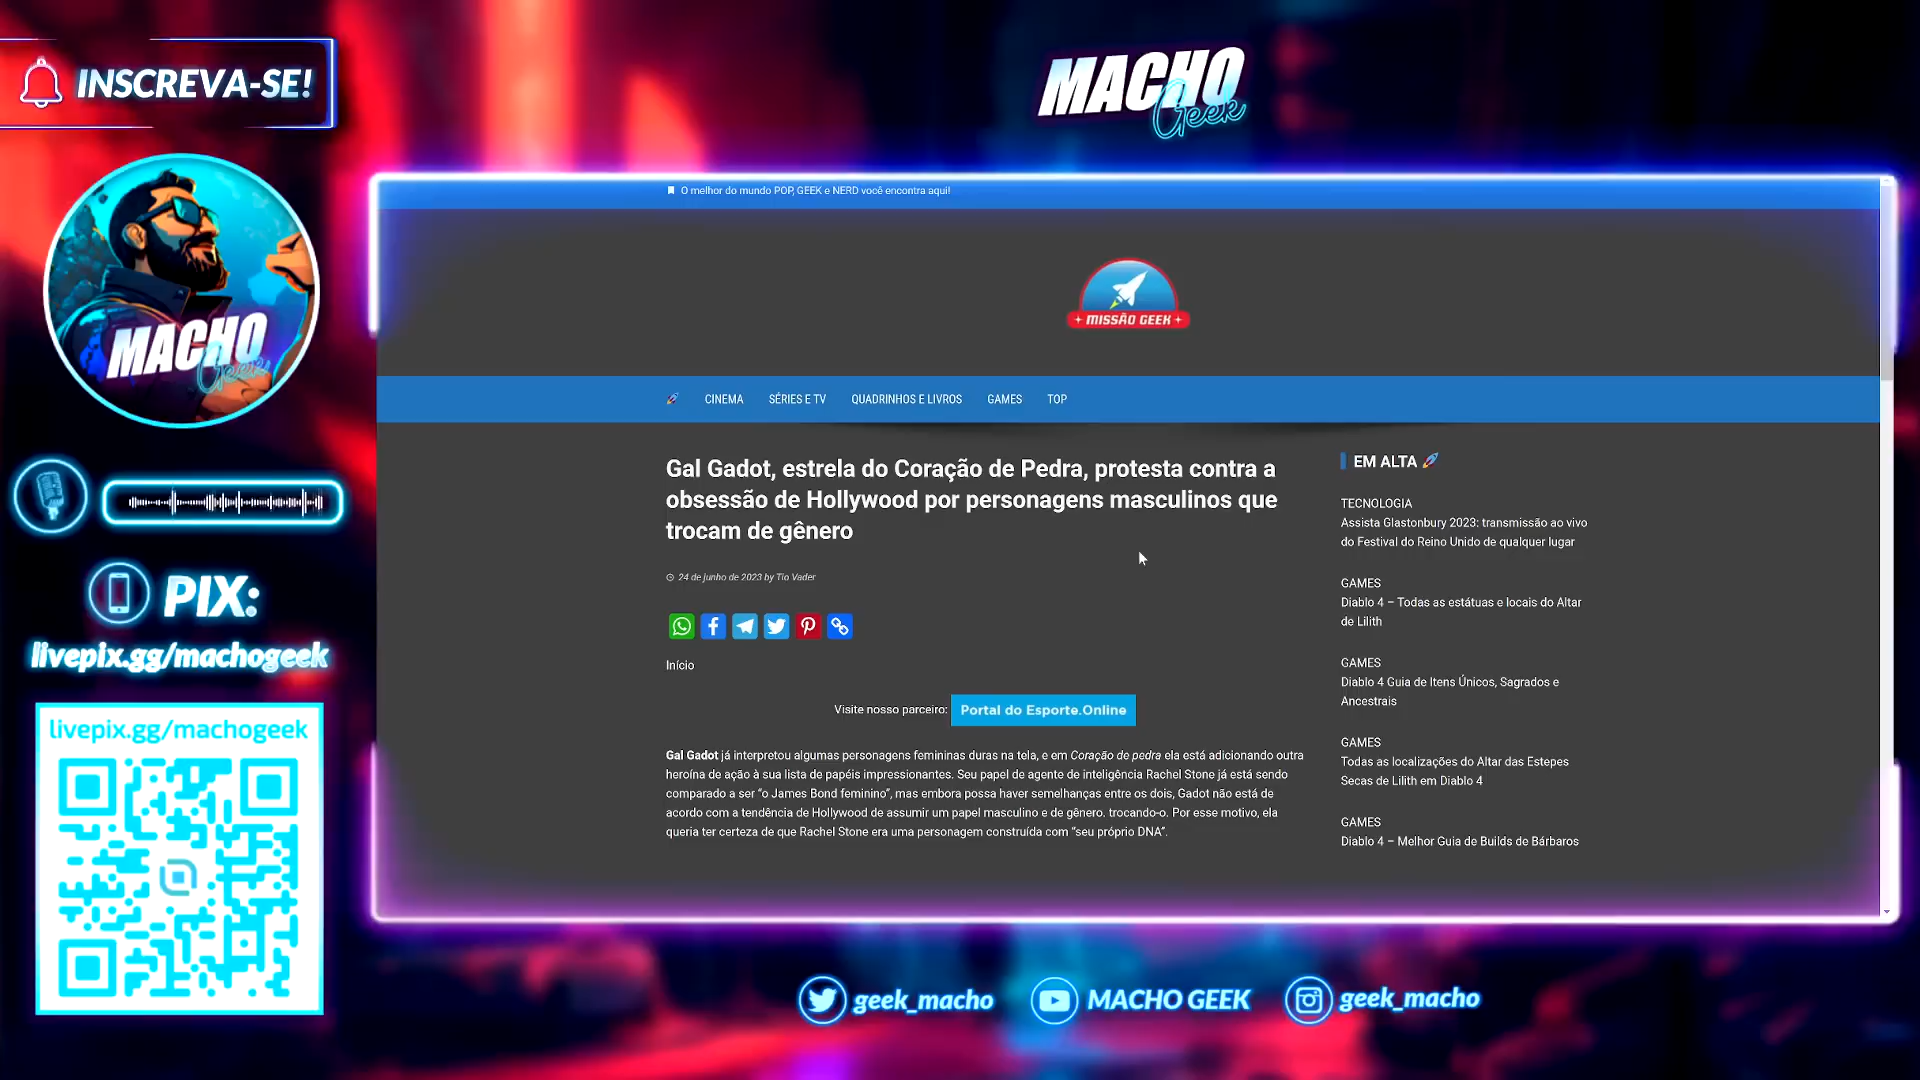 INSCREVA-SE!
MACHO
Geek
MACHO
Geek
PIX:
livepix.gg/machogeek
livepix.gg/machogeek
O melhor do mundo POP, GEEK e NERD você encontra aqui!
MISSÃO GEEK
CINEMA
SÉRIES E TV
QUADRINHOS E LIVROS
GAMES
TOP
Gal Gadot, estrela do Coração de Pedra, protesta contra a
obsessão de Hollywood por personagens masculinos que
trocam de gênero
24 de junho de 2023 by Tio Vader
Início
Visite nosso parceiro: Portal do Esporte.Online
Gal Gadot já interpretou algumas personagens femininas duras na tela, e em Coração de pedra ela está adicionando outra
heroína de ação à sua lista de papéis impressionantes. Seu papel de agente de inteligência Rachel Stone já está sendo
comparado a ser “o James Bond feminino”, mas embora possa haver semelhanças entre os dois, Gadot não está de
acordo com a tendência de Hollywood de assumir um papel masculino e de gênero. trocando-o. Por esse motivo, ela
queria ter certeza de que Rachel Stone era uma personagem construída com “seu próprio DNA”.
EM ALTA
TECNOLOGIA
Assista Glastonbury 2023: transmissão ao vivo
do Festival do Reino Unido de qualquer lugar
GAMES
Diablo 4 – Todas as estátuas e locais do Altar
de Lilith
GAMES
Diablo 4 Guia de Itens Únicos, Sagrados e
Ancestrais
GAMES
Todas as localizações do Altar das Estepes
Secas de Lilith em Diablo 4
GAMES
Diablo 4 – Melhor Guia de Builds de Bárbaros
geek_macho
MACHO GEEK
geek_macho